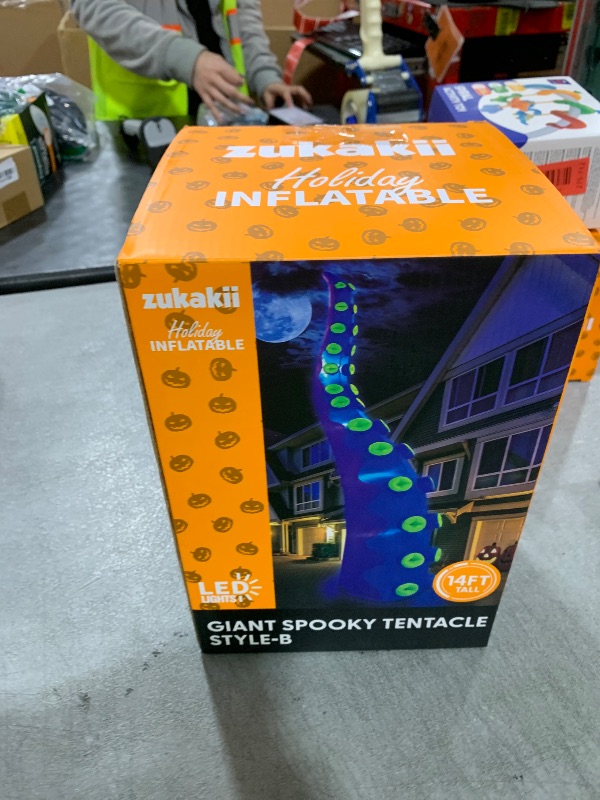 zukakii
Holiday
INFLATABLE
zukakii
Holiday
INFLATABLE
LED
LIGHTS
14FT
TALL
GIANT SPOOKY TENTACLE
STYLE-B